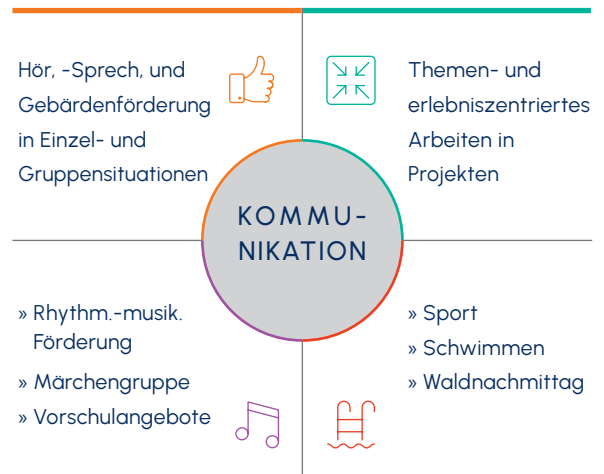 Hör, -Sprech, und
Gebärdenförderung
in Einzel- und
Gruppensituationen
Themen- und
erlebniszentriertes
Arbeiten in
Projekten
KOMMU-
NIKATION
» Rhythm.-musik.
Förderung
» Märchengruppe
» Vorschulangebote
» Sport
» Schwimmen
» Waldnachmittag